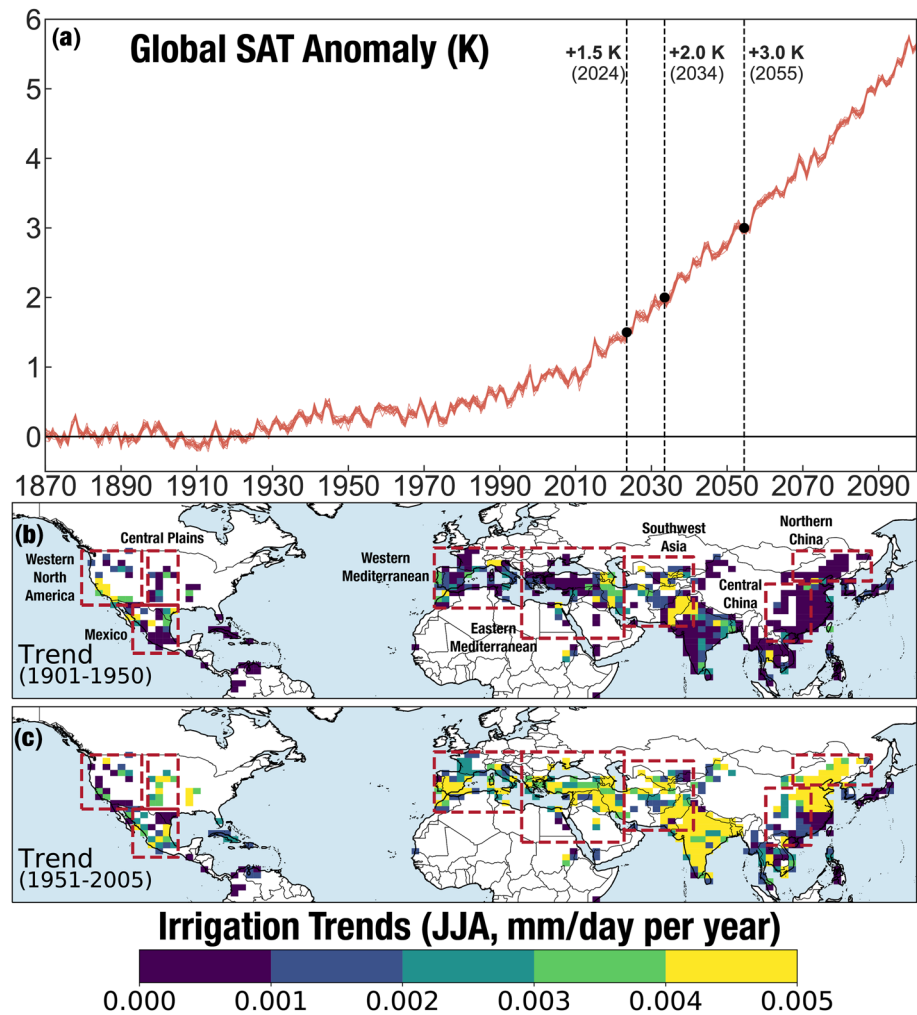 (a)
Global SAT Anomaly (K)
+1.5 K
(2024)
+2.0 K
(2034)
+3.0 K
(2055)
6
5
4
3
2
1
0
1870 1890 1910 1930 1950 1970 1990 2010 2030 2050 2070 2090
(b)
Western
North
America
Central Plains
Mexico
Western
Mediterranean
Eastern
Mediterranean
Southwest
Asia
Central
China
Northern
China
Trend
(1901-1950)
(c)
Trend
(1951-2005)
Irrigation Trends (JJA, mm/day per year)
0.000 0.001 0.002 0.003 0.004 0.005